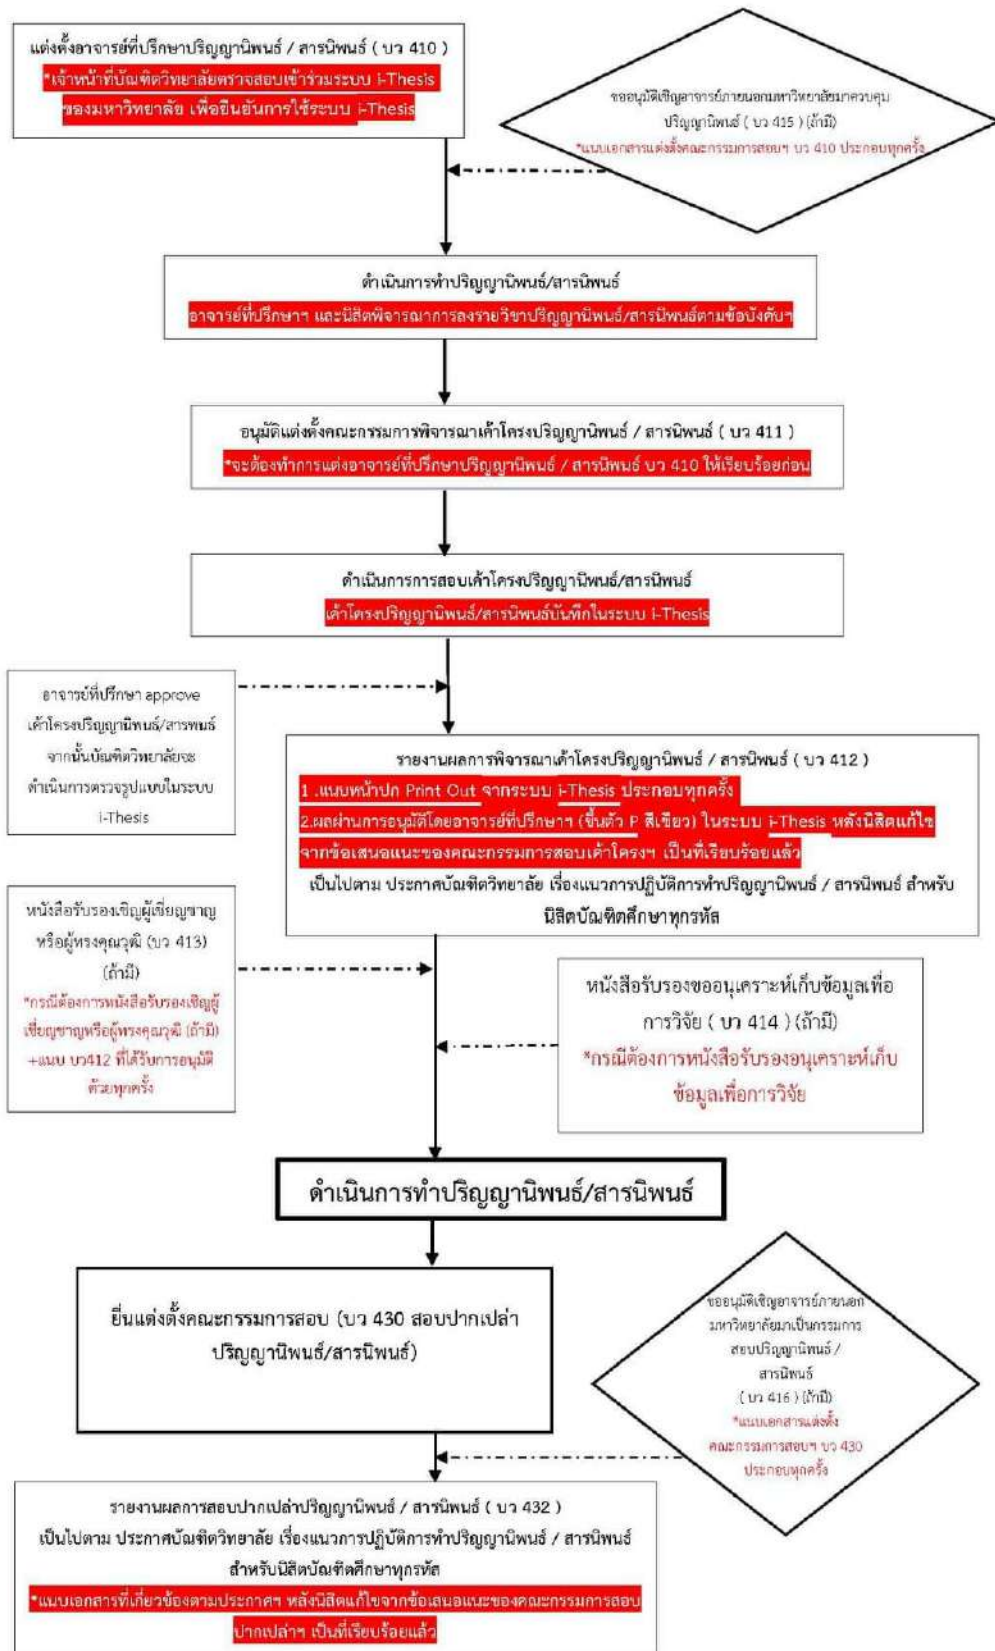 แต่งตั้งอาจารย์ที่ปรึกษาปริญญานิพนธ์ / สารนิพนธ์ ( บว 410 )
*เจ้าหน้าที่บัณฑิตวิทยาลัยตรวจสอบเข้าร่วมระบบ i-Thesis
ของมหาวิทยาลัย เพื่อยืนยันการใช้ระบบ i-Thesis
ขออนุมัติเชิญอาจารย์ภายนอกมหาวิทยาลัยมาควบคุม
ปริญญานิพนธ์ ( บว 415 ) (ถ้ามี)
*แนบเอกสารแต่งตั้งคณะกรรมการสอบฯ บว 410 ประกอบทุกครั้ง
ดำเนินการทำปริญญานิพนธ์/สารนิพนธ์
อาจารย์ที่ปรึกษาฯ และนิสิตพิจารณาการลงรายวิชาปริญญานิพนธ์/สารนิพนธ์ตามข้อบังคับฯ
อนุมัติแต่งตั้งคณะกรรมการพิจารณาเค้าโครงปริญญานิพนธ์ / สารนิพนธ์ ( บว 411 )
*จะต้องทำการแต่งอาจารย์ที่ปรึกษาปริญญานิพนธ์ / สารนิพนธ์ บว 410 ให้เรียบร้อยก่อน
ดำเนินการการสอบเค้าโครงปริญญานิพนธ์/สารนิพนธ์
เค้าโครงปริญญานิพนธ์/สารนิพนธ์บันทึกในระบบ i-Thesis
อาจารย์ที่ปรึกษา approve
เค้าโครงปริญญานิพนธ์/สารพนธ์
จากนั้นบัณฑิตวิทยาลัยจะ
ดำเนินการตรวจรูปแบบในระบบ
i-Thesis
รายงานผลการพิจารณาเค้าโครงปริญญานิพนธ์ / สารนิพนธ์ ( บว 412 )
1 .แนบหน้าปก Print Out จากระบบ i-Thesis ประกอบทุกครั้ง
2.ผลผ่านการอนุมัติโดยอาจารย์ที่ปรึกษาฯ (ขึ้นตัว P สีเขียว) ในระบบ i-Thesis หลังนิสิตแก้ไข
จากข้อเสนอแนะของคณะกรรมการสอบเค้าโครงฯ เป็นที่เรียบร้อยแล้ว
เป็นไปตาม ประกาศบัณฑิตวิทยาลัย เรื่องแนวการปฏิบัติการทำปริญญานิพนธ์ / สารนิพนธ์ สำหรับ
นิสิตบัณฑิตศึกษาทุกรหัส
หนังสือรับรองเชิญผู้เชี่ยญชาญ
หรือผู้ทรงคุณวุฒิ (บว 413)
(ถ้ามี)
*กรณีต้องการหนังสือรับรองเชิญผู้
เชี่ยญชาญหรือผู้ทรงคุณวุฒิ (ถ้ามี)
+แนบ บว412 ที่ได้รับการอนุมัติ
ด้วยทุกครั้ง
หนังสือรับรองขออนุเคราะห์เก็บข้อมูลเพื่อ
การวิจัย ( บว 414 ) (ถ้ามี)
*กรณีต้องการหนังสือรับรองอนุเคราะห์เก็บ
ข้อมูลเพื่อการวิจัย
ดำเนินการทำปริญญานิพนธ์/สารนิพนธ์
ยื่นแต่งตั้งคณะกรรมการสอบ (บว 430 สอบปากเปล่า
ปริญญานิพนธ์/สารนิพนธ์)
ขออนุมัติเชิญอาจารย์ภายนอก
มหาวิทยาลัยมาเป็นกรรมการ
สอบปริญญานิพนธ์ /
สารนิพนธ์
( บว 416 ) (ถ้ามี)
*แนบเอกสารแต่งตั้ง
คณะกรรมการสอบฯ บว 430
ประกอบทุกครั้ง
รายงานผลการสอบปากเปล่าปริญญานิพนธ์ / สารนิพนธ์ ( บว 432 )
เป็นไปตาม ประกาศบัณฑิตวิทยาลัย เรื่องแนวการปฏิบัติการทำปริญญานิพนธ์ / สารนิพนธ์
สำหรับนิสิตบัณฑิตศึกษาทุกรหัส
*แนบเอกสารที่เกี่ยวข้องตามประกาศฯ หลังนิสิตแก้ไขจากข้อเสนอแนะของคณะกรรมการสอบ
ปากเปล่าฯ เป็นที่เรียบร้อยแล้ว